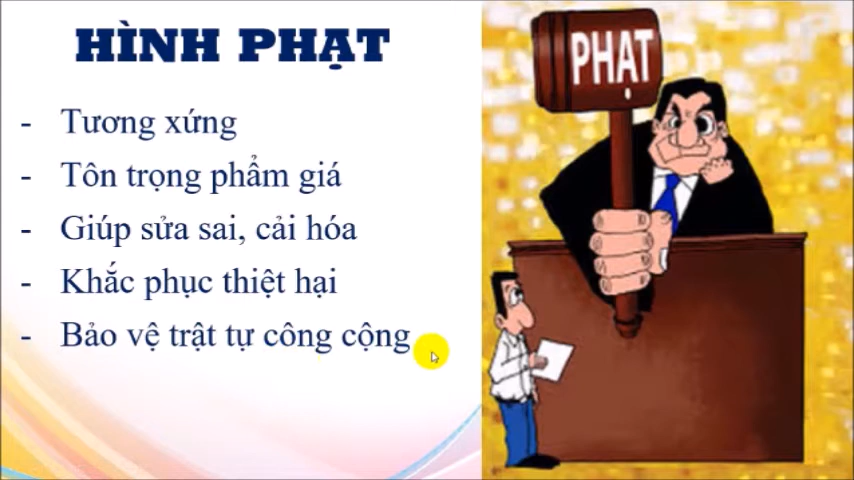 HÌNH PHẠT
- Tương xứng
- Tôn trọng phẩm giá
- Giúp sửa sai, cải hóa
- Khắc phục thiệt hại
- Bảo vệ trật tự công cộng
PHẠT